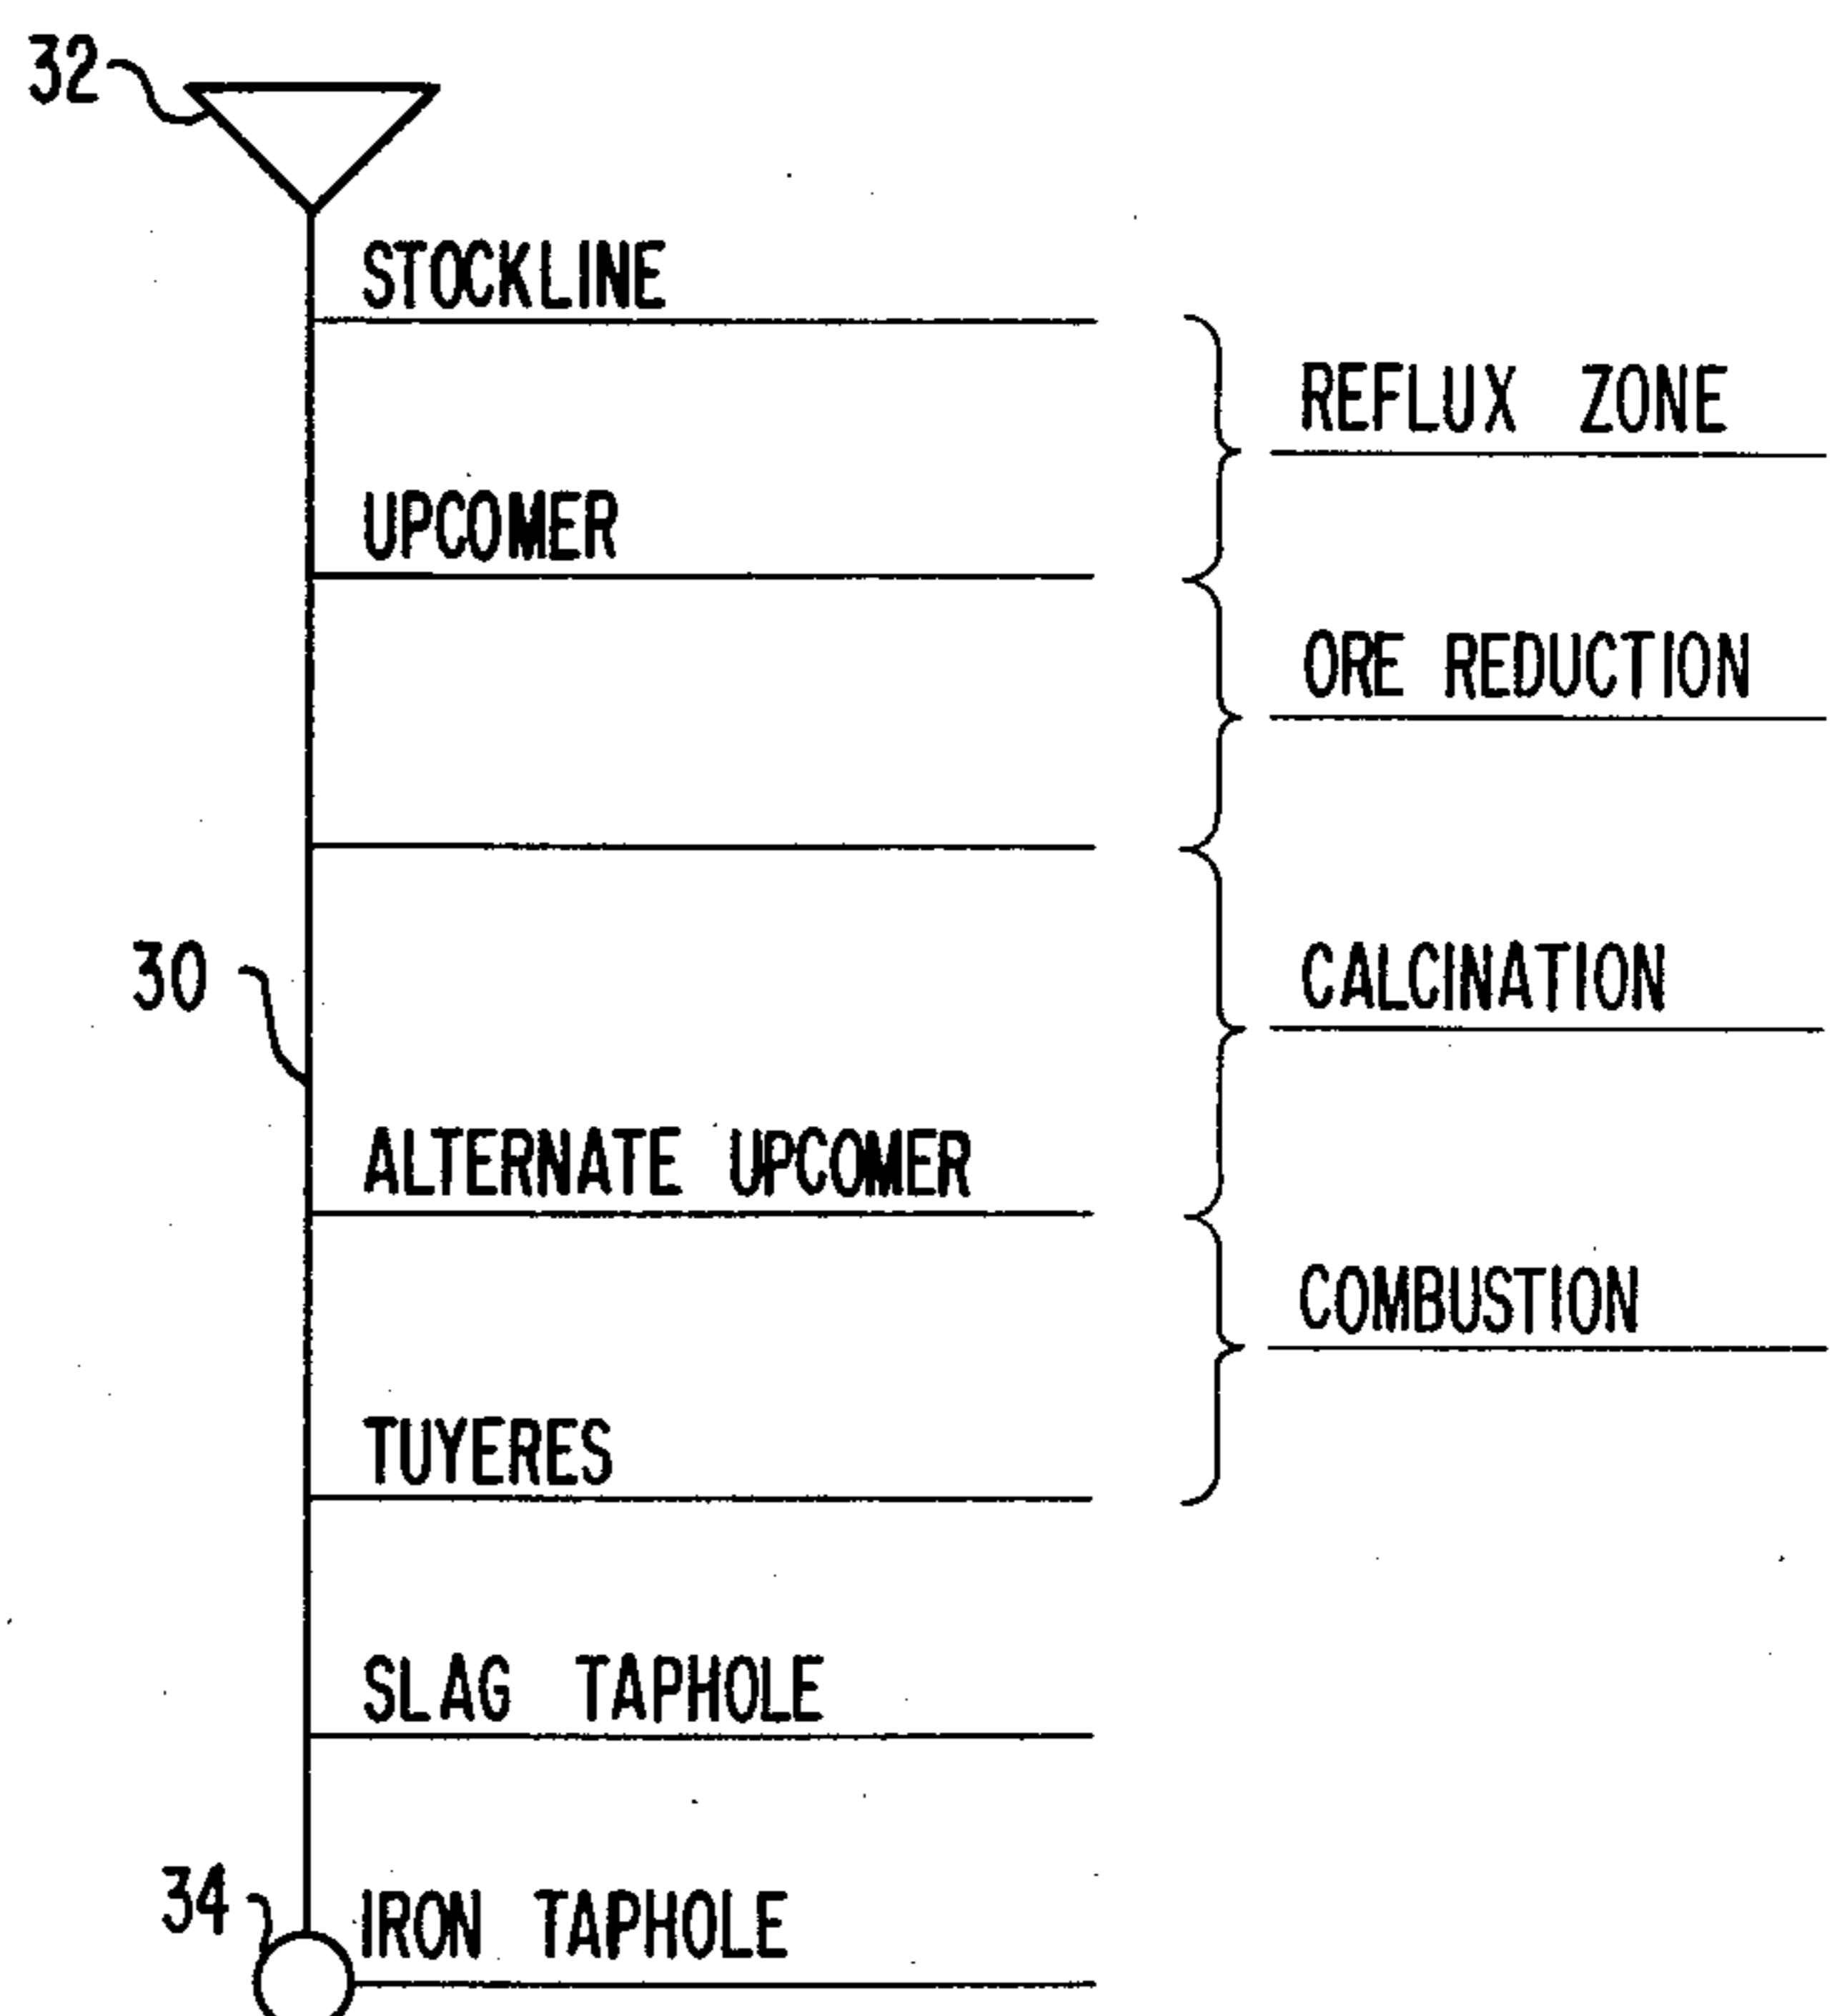 32
STOCKLINE
REFLUX ZONE
UPCOMER
ORE REDUCTION
30
CALCINATION
ALTERNATE UPCOMER
COMBUSTION
TUYERES
SLAG TAPHOLE
34
IRON TAPHOLE